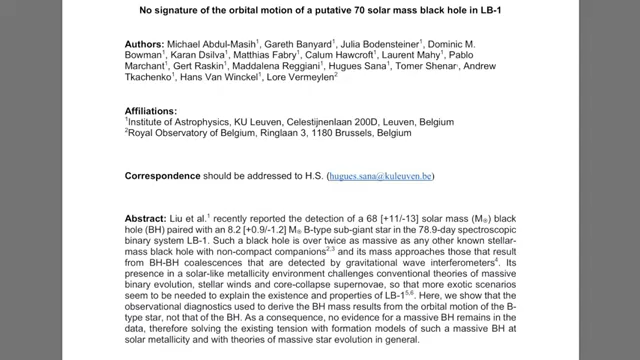 No signature of the orbital motion of a putative 70 solar mass black hole in LB-1
Authors: Michael Abdul-Masih1, Gareth Banyard1, Julia Bodensteiner1, Dominic M.
Bowman1, Karan Dsilva1, Matthias Fabry1, Calum Hawcroft1, Laurent Mahy1, Pablo
Marchant1, Gert Raskin1, Maddalena Reggiani1, Hugues Sana1, Tomer Shenar1, Andrew
Tkachenko1, Hans Van Winckel1, Lore Vermeylen2
Affiliations:
1Institute of Astrophysics, KU Leuven, Celestijnenlaan 200D, Leuven, Belgium
2Royal Observatory of Belgium, Ringlaan 3, 1180 Brussels, Belgium
Correspondence should be addressed to H.S. (hugues.sana@kuleuven.be)
Abstract: Liu et al.1 recently reported the detection of a 68 [+11/-13] solar mass (M⊙) black
hole (BH) paired with an 8.2 [+0.9/-1.2] M⊙ B-type sub-giant star in the 78.9-day spectroscopic
binary system LB-1. Such a black hole is over twice as massive as any other known stellar-
mass black hole with non-compact companions2,3 and its mass approaches those that result
from BH-BH coalescences that are detected by gravitational wave interferometers4. Its
presence in a solar-like metallicity environment challenges conventional theories of massive
binary evolution, stellar winds and core-collapse supernovae, so that more exotic scenarios
seem to be needed to explain the existence and properties of LB-15,6. Here, we show that the
observational diagnostics used to derive the BH mass results from the orbital motion of the B-
type star, not that of the BH. As a consequence, no evidence for a massive BH remains in the
data, therefore solving the existing tension with formation models of such a massive BH at
solar metallicity and with theories of massive star evolution in general.